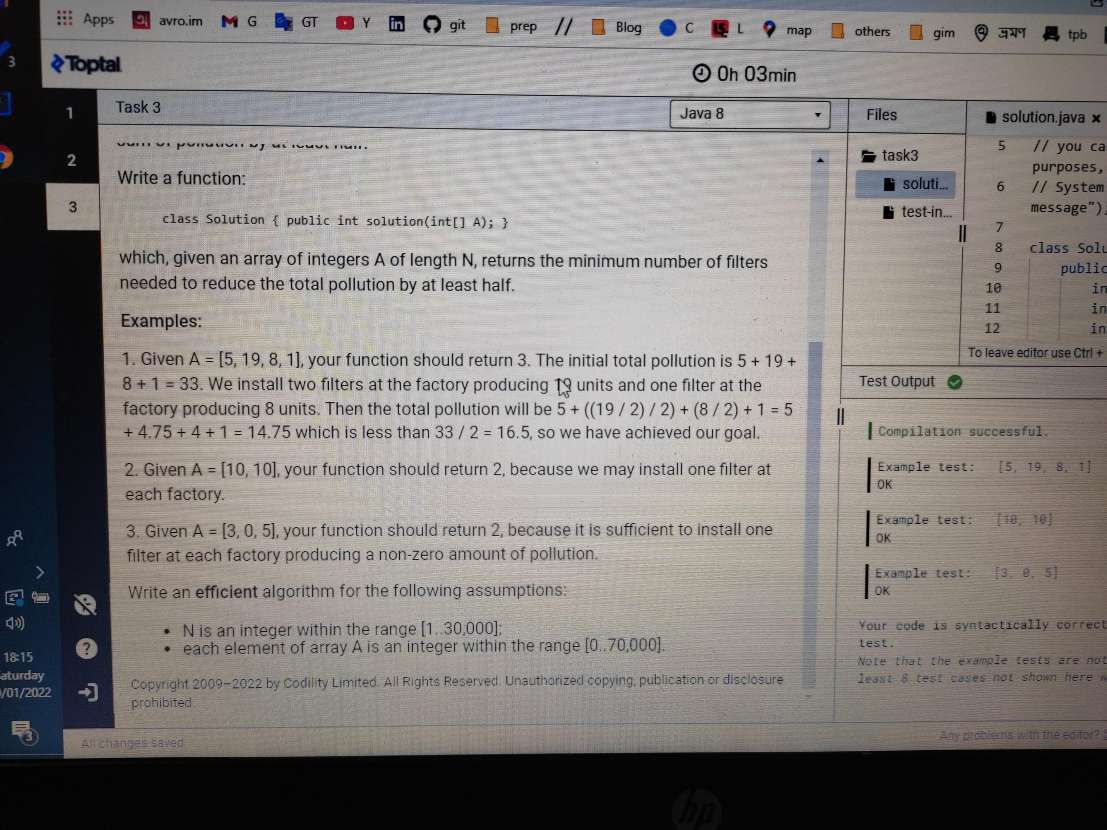 Apps avro.im G GT Y in git prep // Blog C L map others gim ভ্রমণ tpb
3
Toptal
0h 03min
1
Task 3
Java 8
Files
solution.java ×
2
Write a function:
task3
5 // you ca
purposes,
3
class Solution { public int solution(int[] A); }
soluti...
6 // System
message")
test-in...
7
which, given an array of integers A of length N, returns the minimum number of filters
8 class Solu
needed to reduce the total pollution by at least half.
9 public
10 in
Examples:
11 in
12 in
1. Given A = [5, 19, 8, 1], your function should return 3. The initial total pollution is 5 + 19 +
To leave editor use Ctrl +
8 + 1 = 33. We install two filters at the factory producing 19 units and one filter at the
Test Output
factory producing 8 units. Then the total pollution will be 5 + ((19 / 2) / 2) + (8 / 2) + 1 = 5
+ 4.75 + 4 + 1 = 14.75 which is less than 33 / 2 = 16.5, so we have achieved our goal.
Compilation successful.
2. Given A = [10, 10], your function should return 2, because we may install one filter at
each factory.
Example test: [5, 19, 8, 1]
OK
3. Given A = [3, 0, 5], your function should return 2, because it is sufficient to install one
filter at each factory producing a non-zero amount of pollution.
Example test: [10, 10]
OK
Write an efficient algorithm for the following assumptions:
Example test: [3, 0, 5]
OK
• N is an integer within the range [1..30,000];
• each element of array A is an integer within the range [0..70,000].
Your code is syntactically correct
test.
Note that the example tests are not
least 8 test cases not shown here
Copyright 2009–2022 by Codility Limited. All Rights Reserved. Unauthorized copying, publication or disclosure
prohibited.
18:15
aturday
/01/2022
?
3
All changes saved
Any problems with the editor?
hp